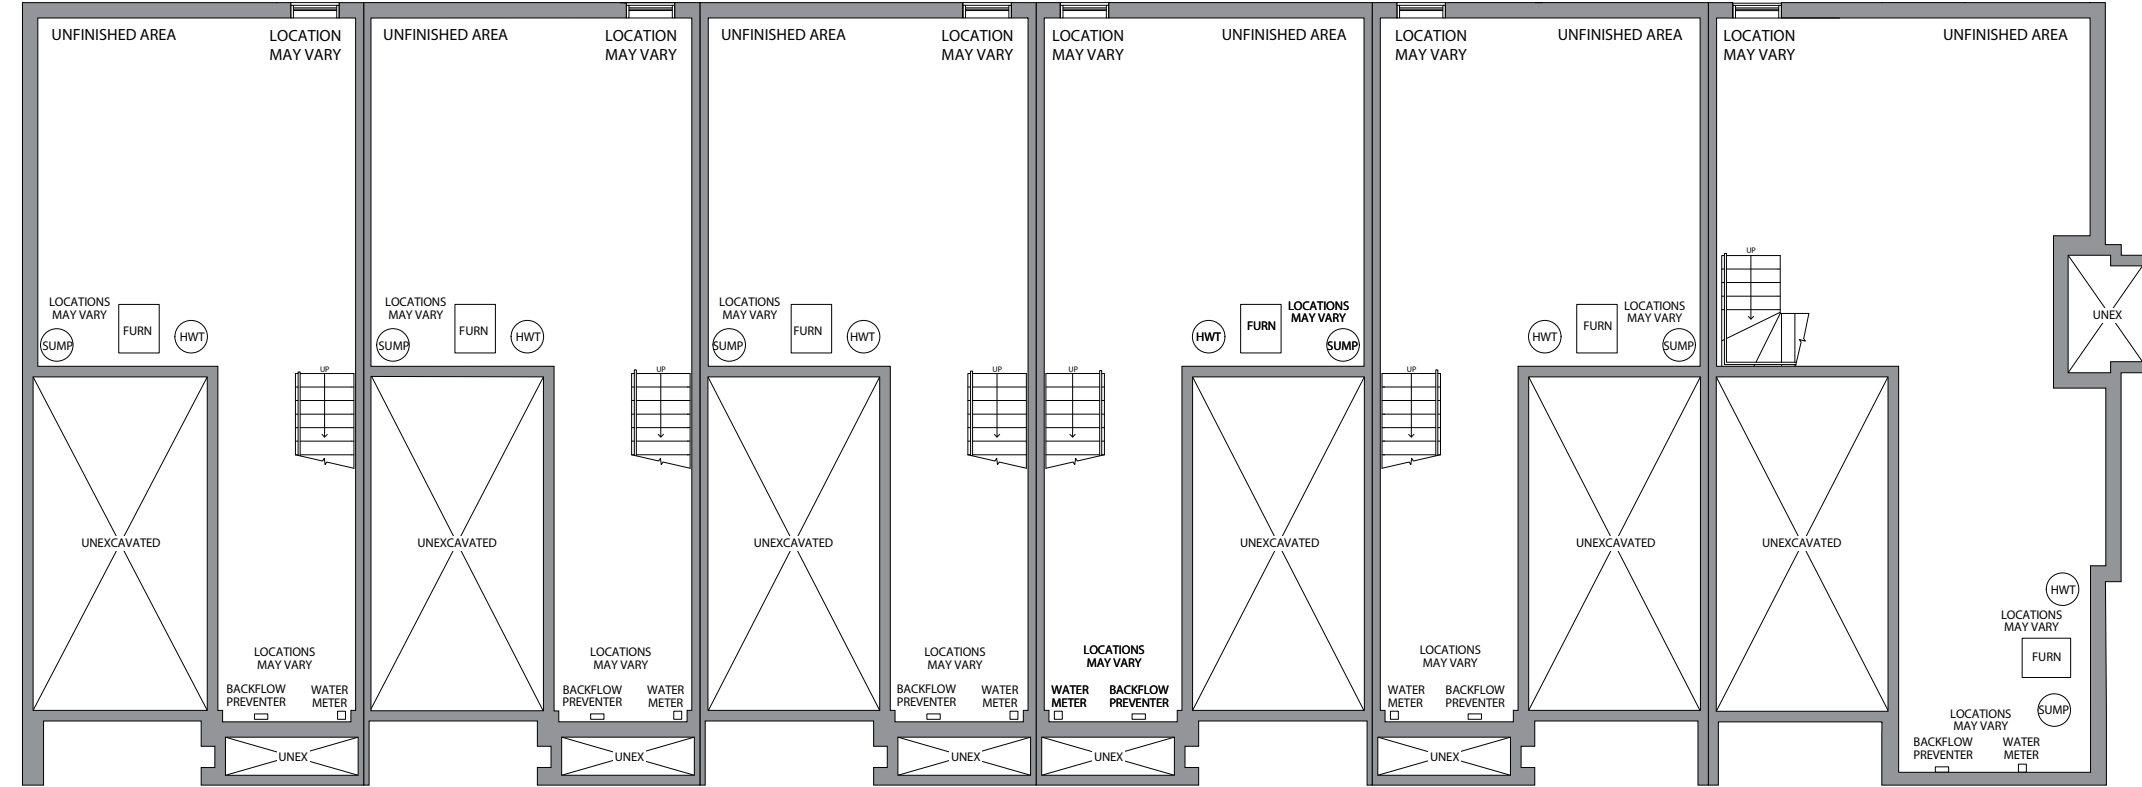 UNFINISHED AREA
LOCATION
MAY VARY
UNFINISHED AREA
LOCATION
MAY VARY
UNFINISHED AREA
LOCATION
MAY VARY
LOCATION
MAY VARY
UNFINISHED AREA
LOCATION
MAY VARY
UNFINISHED AREA
LOCATION
MAY VARY
UNFINISHED AREA
UP
LOCATIONS
MAY VARY
FURN
SUMP
HWT
LOCATIONS
MAY VARY
FURN
SUMP
HWT
LOCATIONS
MAY VARY
FURN
SUMP
HWT
HWT
FURN
LOCATIONS
MAY VARY
SUMP
HWT
FURN
LOCATIONS
MAY VARY
SUMP
UNEX
UP
UP
UP
UP
UP
UNEXCAVATED
UNEXCAVATED
UNEXCAVATED
UNEXCAVATED
UNEXCAVATED
UNEXCAVATED
HWT
LOCATIONS
MAY VARY
FURN
SUMP
LOCATIONS
MAY VARY
BACKFLOW
PREVENTER
WATER
METER
LOCATIONS
MAY VARY
BACKFLOW
PREVENTER
WATER
METER
LOCATIONS
MAY VARY
BACKFLOW
PREVENTER
WATER
METER
LOCATIONS
MAY VARY
WATER
METER
BACKFLOW
PREVENTER
LOCATIONS
MAY VARY
WATER
METER
BACKFLOW
PREVENTER
LOCATIONS
MAY VARY
BACKFLOW
PREVENTER
WATER
METER
UNEX
UNEX
UNEX
UNEX
UNEX